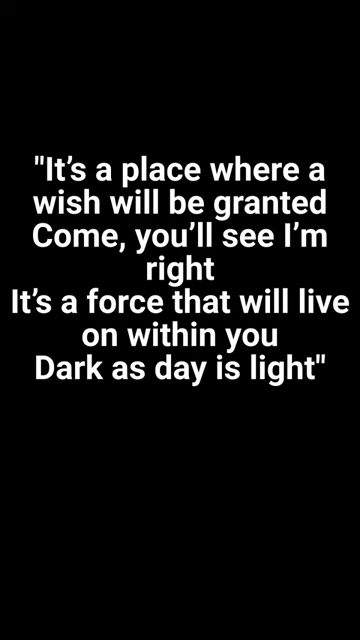 "It’s a place where a
wish will be granted
Come, you’ll see I’m
right
It’s a force that will live
on within you
Dark as day is light"